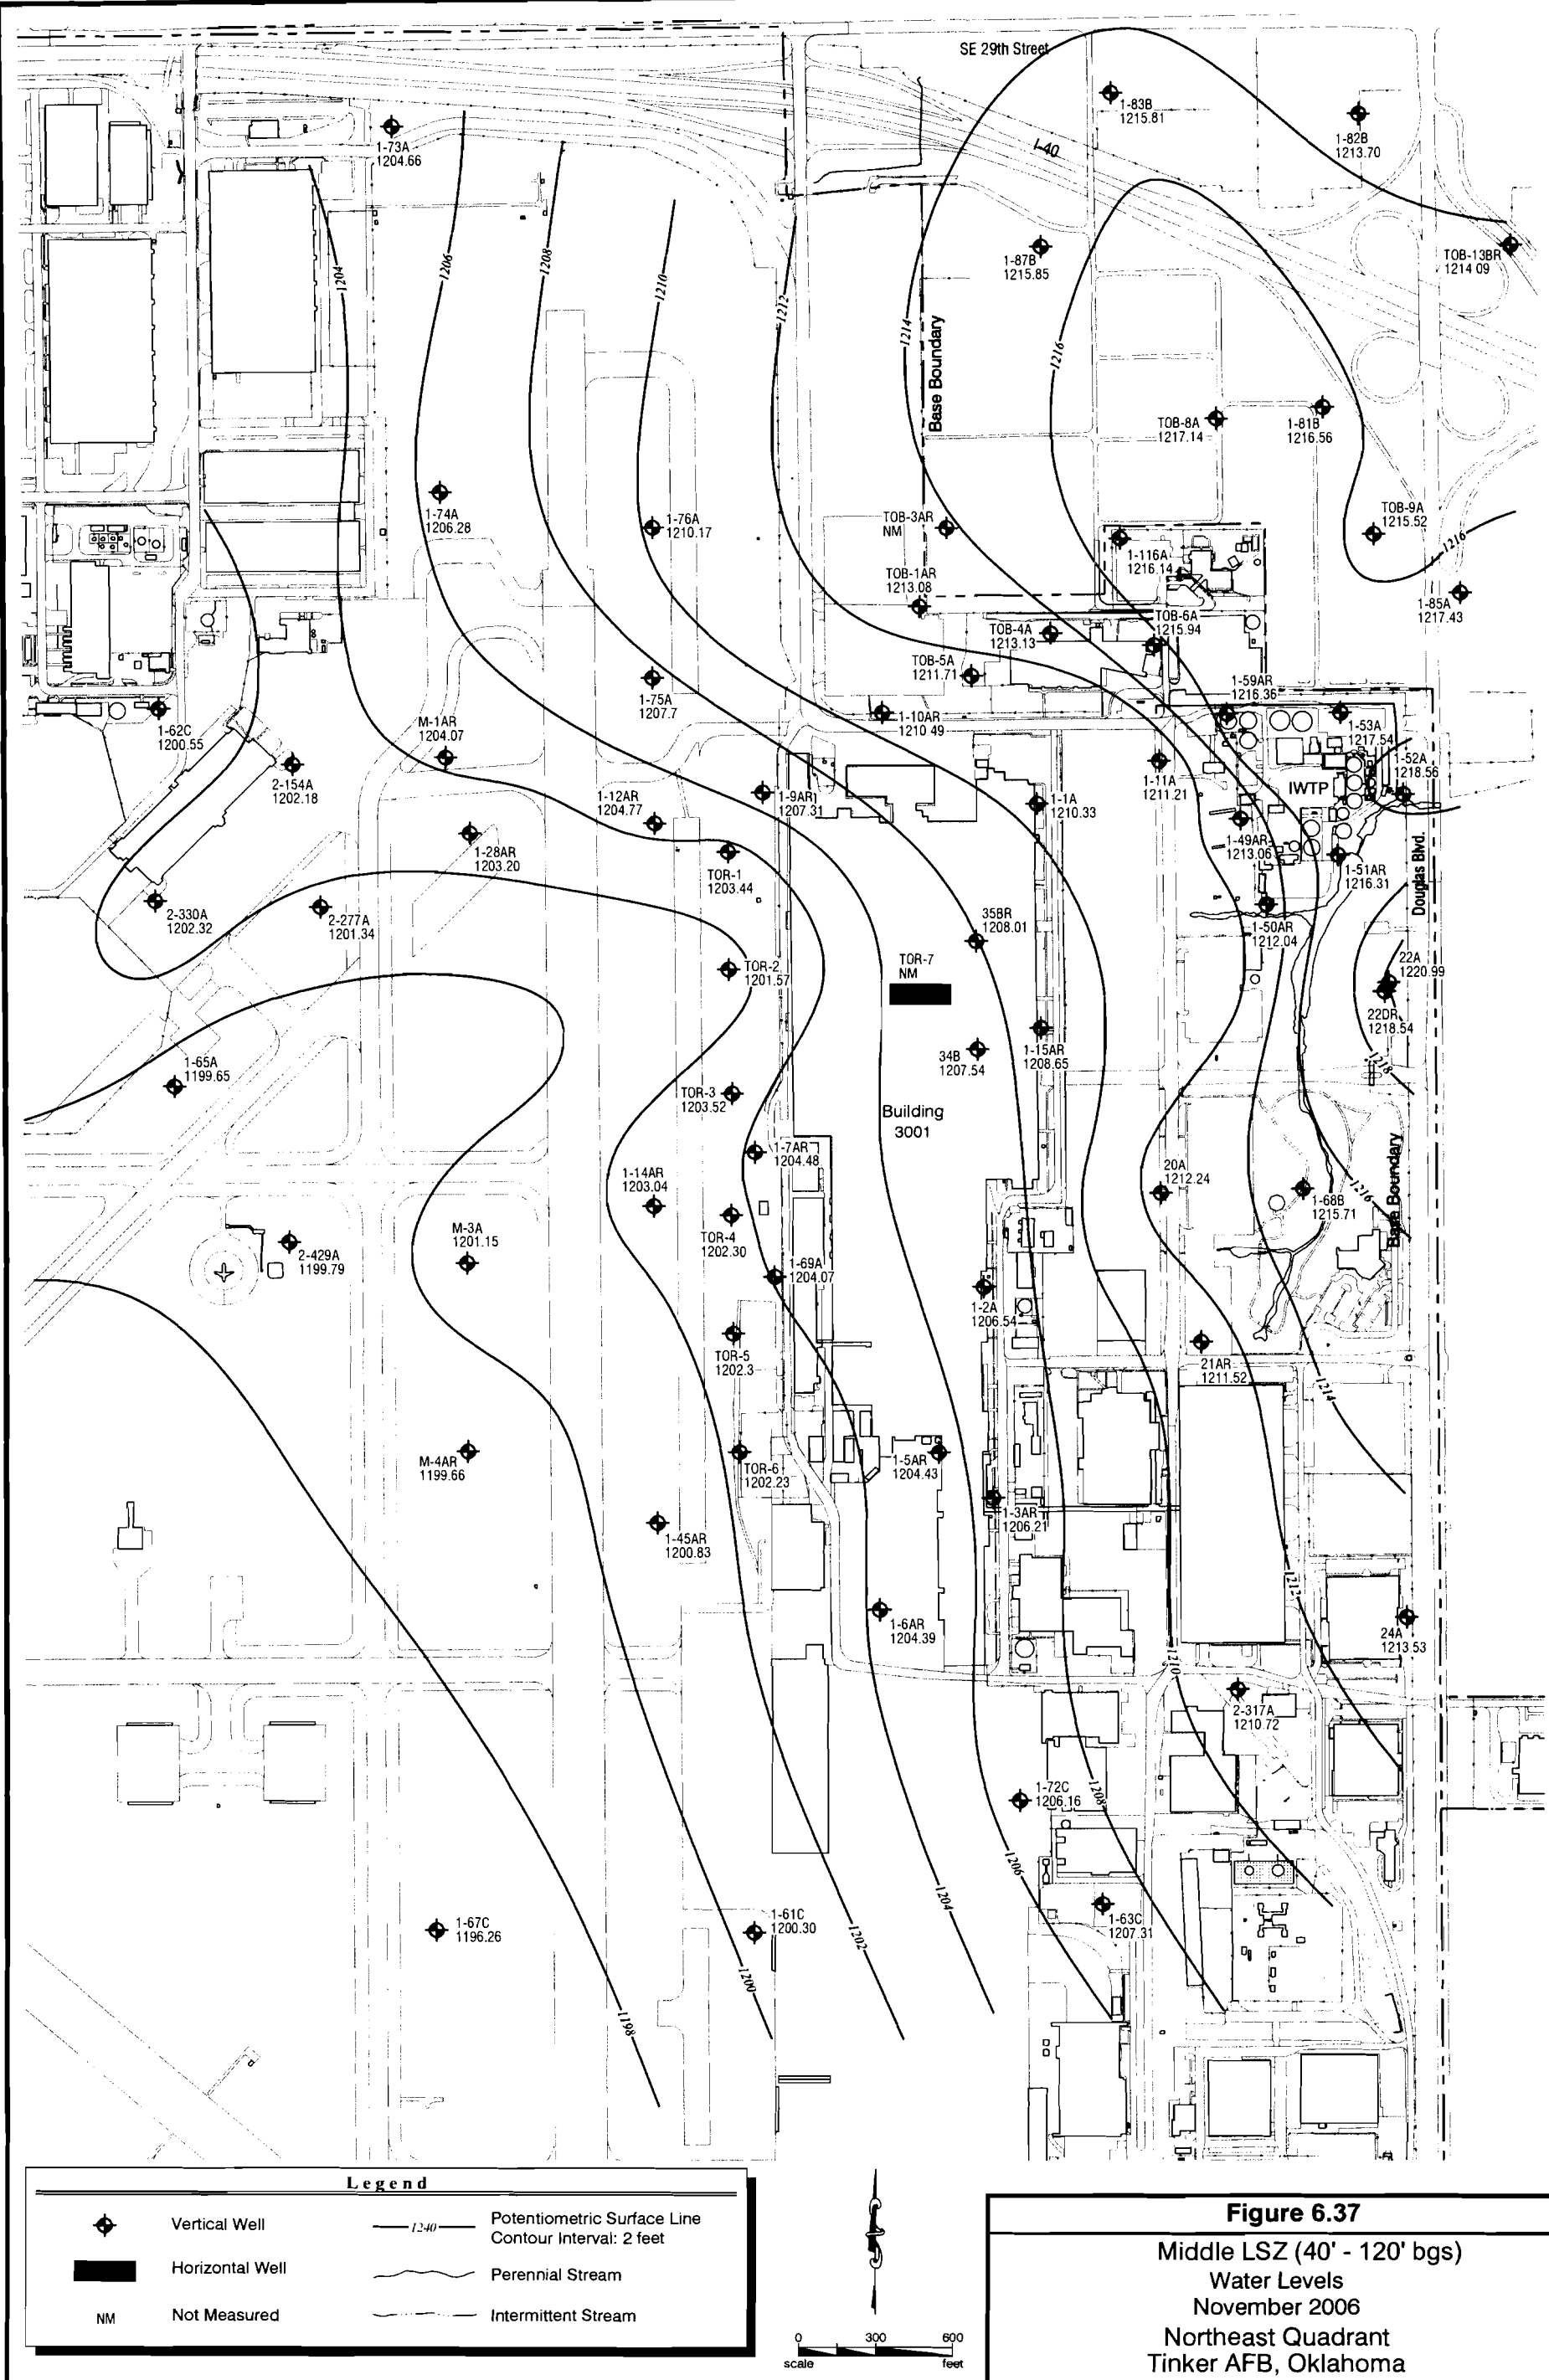 SE 29th Street
1-83B
1215.81
1-82B
1213.70
1-73A
1204.66
I-40
1-87B
1215.85
TOB-13BR
1214 09
1204
1206
1208
1210
1212
1214
1216
Base Boundary
TOB-8A
1217.14
1-81B
1216.56
1-74A
1206.28
1-76A
1210.17
TOB-3AR
NM
TOB-9A
1215.52
1216
1-116A
1216.14
TOB-1AR
1213.08
1-85A
1217.43
TOB-6A
1215.94
TOB-4A
1213.13
TOB-5A
1211.71
1-59AR
1216.36
1-75A
1207.7
1-62C
1200.55
M-1AR
1204.07
1-10AR
1210.49
1-53A
1217.54
1-52A
1218.56
2-154A
1202.18
1-12AR
1204.77
1-9AR
1207.31
1-1A
1210.33
1-11A
1211.21
IWTP
1-28AR
1203.20
1-49AR
1213.06
TOR-1
1203.44
1-51AR
1216.31
Douglas Blvd.
2-330A
1202.32
2-277A
1201.34
35BR
1208.01
1-50AR
1212.04
TOR-2
1201.57
TOR-7
NM
22A
1220.99
22DR
1218.54
1-65A
1199.65
34B
1207.54
1-15AR
1208.65
1218
TOR-3
1203.52
Building
3001
1-7AR
1204.48
Base Boundary
1-14AR
1203.04
20A
1212.24
1-68B
1215.71
1216
TOR-4
1202.30
M-3A
1201.15
2-429A
1199.79
1-69A
1204.07
1-2A
1206.54
TOR-5
1202.3
21AR
1211.52
1214
M-4AR
1199.66
TOR-6
1202.23
1-5AR
1204.43
1-3AR
1206.21
1-45AR
1200.83
1212
1-6AR
1204.39
24A
1213.53
1210
2-317A
1210.72
1-72C
1206.16
1208
1206
1204
1-63C
1207.31
1-67C
1196.26
1-61C
1200.30
1202
1200
1198
Legend
Vertical Well
1240
Potentiometric Surface Line
Contour Interval: 2 feet
Horizontal Well
Perennial Stream
NM
Not Measured
Intermittent Stream
0 300 600
scale feet
Figure 6.37
Middle LSZ (40' - 120' bgs)
Water Levels
November 2006
Northeast Quadrant
Tinker AFB, Oklahoma